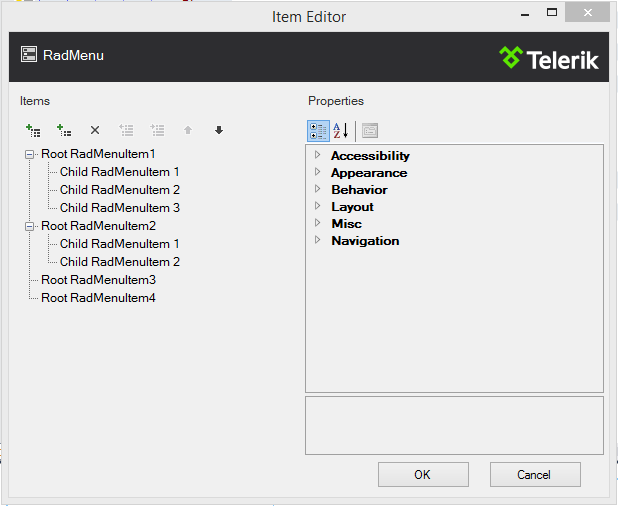 Item Editor
RadMenu
Telerik
Items
Properties
Root RadMenuItem1
Child RadMenuItem 1
Child RadMenuItem 2
Child RadMenuItem 3
Root RadMenuItem2
Child RadMenuItem 1
Child RadMenuItem 2
Root RadMenuItem3
Root RadMenuItem4
Accessibility
Appearance
Behavior
Layout
Misc
Navigation
OK
Cancel